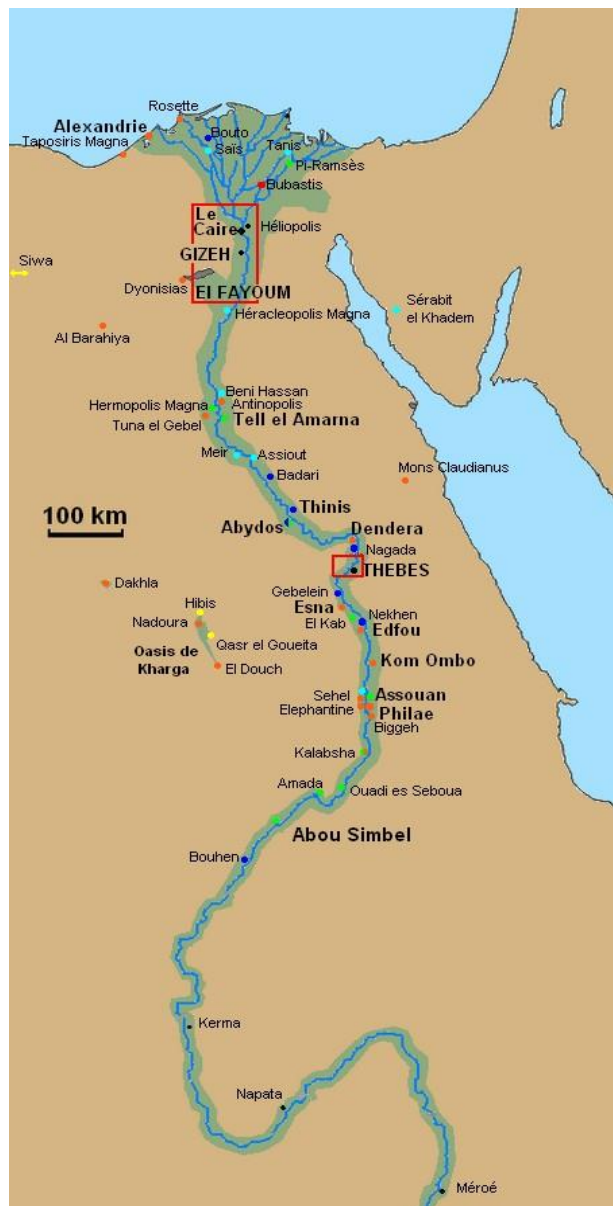 Rosette
Alexandrie
Bouto
Taposiris Magna
Saïs
Tanis
Pi-Ramsès
Bubastis
Le
Caire
Héliopolis
GIZEH
Siwa
Dyonisias
El FAYOUM
Sérabit
el Khadem
Héracleopolis Magna
Al Barahiya
Beni Hassan
Hermopolis Magna
Antinopolis
Tuna el Gebel
Tell el Amarna
Meir
Assiout
Badari
Mons Claudianus
100 km
Thinis
Abydos
Dendera
Nagada
THEBES
Dakhla
Gebelein
Hibis
Esna
Nekhen
Nadoura
El Kab
Edfou
Qasr el Goueita
Oasis de
Kharga
El Douch
Kom Ombo
Sehel
Assouan
Elephantine
Philae
Biggeh
Kalabsha
Amada
Ouadi es Seboua
Abou Simbel
Bouhen
Kerma
Napata
Méroé